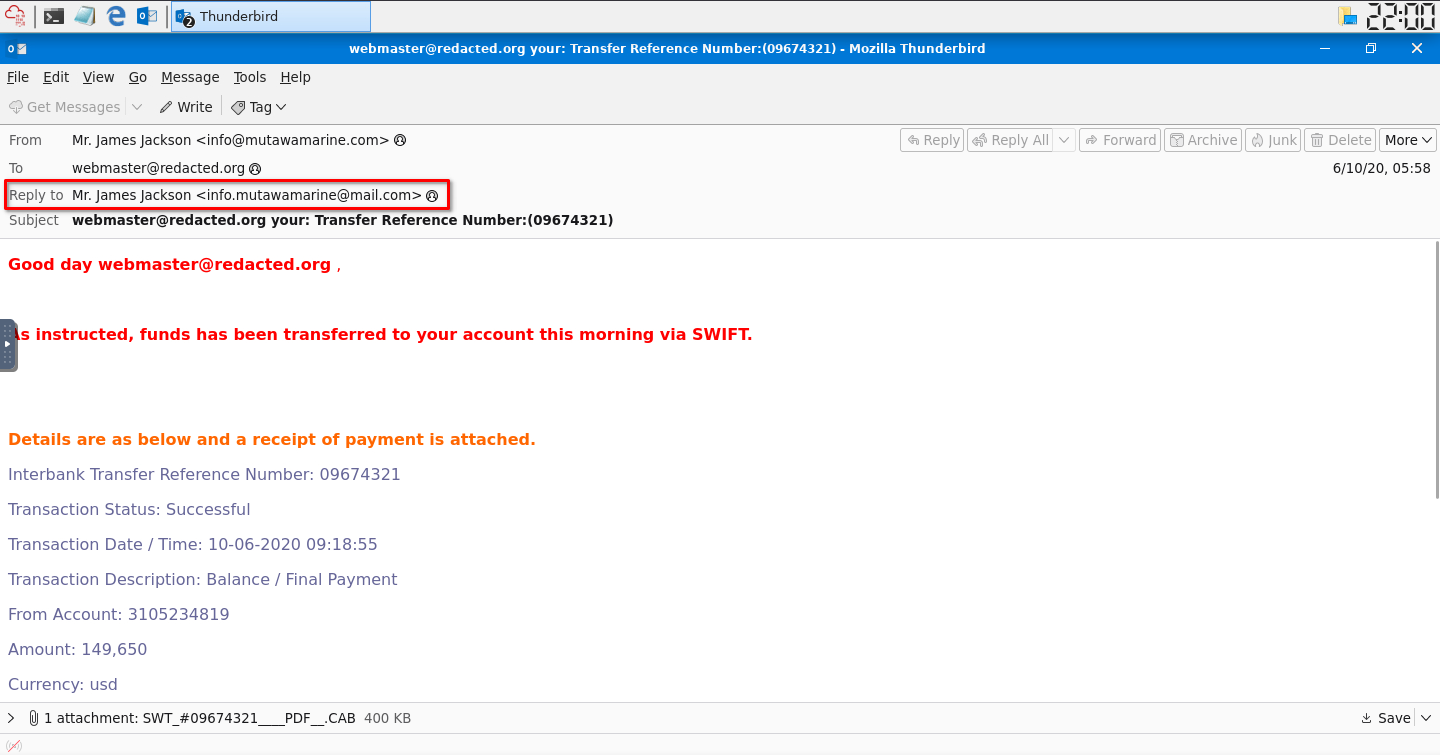 Thunderbird
2
22:00
webmaster@redacted.org your: Transfer Reference Number:(09674321) - Mozilla Thunderbird
File Edit View Go Message Tools Help
Get Messages Write Tag
From Mr. James Jackson <info@mutawamarine.com> Reply Reply All Forward Archive Junk Delete More
To webmaster@redacted.org 6/10/20, 05:58
Reply to Mr. James Jackson <info.mutawamarine@mail.com>
Subject webmaster@redacted.org your: Transfer Reference Number:(09674321)
Good day webmaster@redacted.org ,
As instructed, funds has been transferred to your account this morning via SWIFT.
Details are as below and a receipt of payment is attached.
Interbank Transfer Reference Number: 09674321
Transaction Status: Successful
Transaction Date / Time: 10-06-2020 09:18:55
Transaction Description: Balance / Final Payment
From Account: 3105234819
Amount: 149,650
Currency: usd
1 attachment: SWT_#09674321____PDF__.CAB 400 KB Save